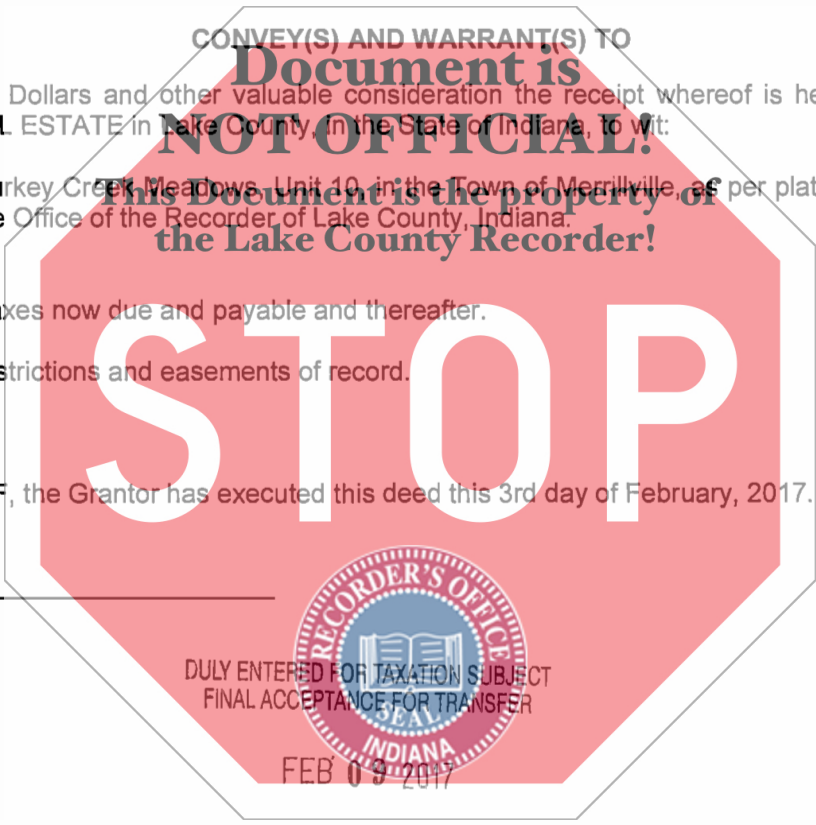 CONVEY(S) AND WARRANT(S) TO
Document is
Dollars and other valuable consideration the receipt whereof is he
NOT OFFICIAL!
ESTATE in Lake County, in the State of Indiana, to wit:
rkey Creek Meadows, Unit 10, in the Town of Merrillville, as per plat
This Document is the property of
Office of the Recorder of Lake County, Indiana.
the Lake County Recorder!
xes now due and payable and thereafter.
strictions and easements of record.
STOP
F, the Grantor has executed this deed this 3rd day of February, 2017.
RECORDER'S OFFICE
DULY ENTERED FOR TAXATION SUBJECT
FINAL ACCEPTANCE FOR TRANSFER
SEAL
INDIANA
FEB 09 2017